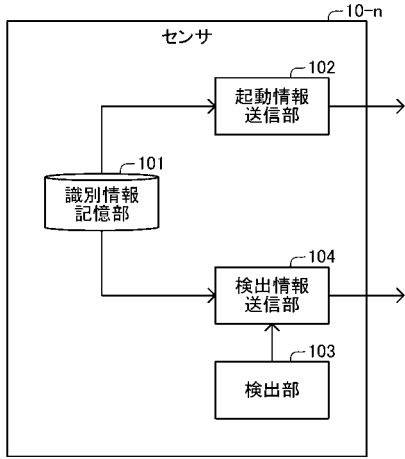 10-n
センサ
102
起動情報
送信部
101
識別情報
記憶部
104
検出情報
送信部
103
検出部